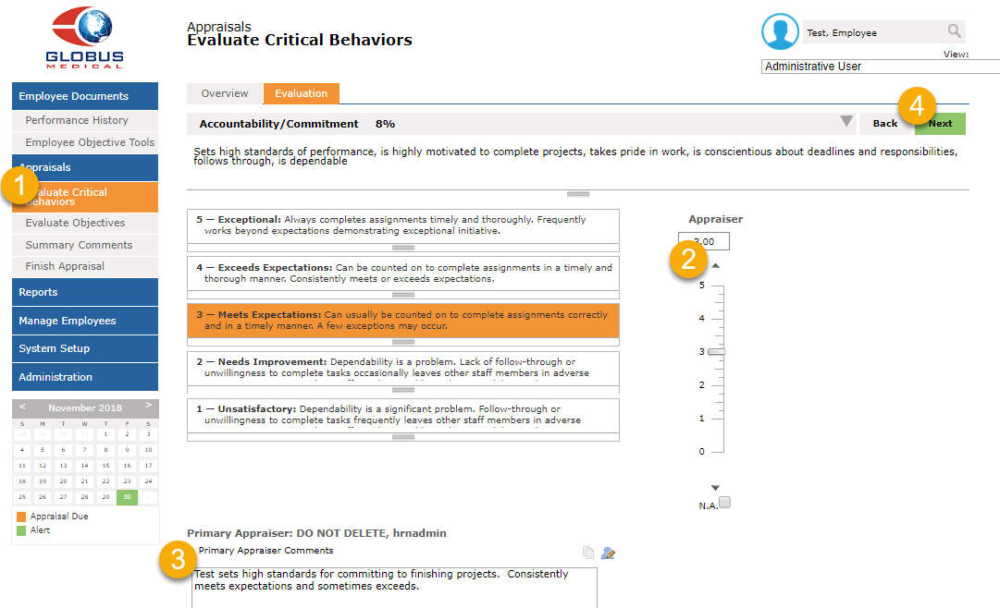 GLOBUS
MEDICAL
Appraisals
Evaluate Critical Behaviors
Test, Employee
View:
Administrative User
Employee Documents
Performance History
Employee Objective Tools
Appraisals
1
aluate Critical
ehaviors
Evaluate Objectives
Summary Comments
Finish Appraisal
Reports
Manage Employees
System Setup
Administration
< November 2018 >
S M T W T F S
1 2 3
4 5 6 7 8 9 10
11 12 13 14 15 16 17
18 19 20 21 22 23 24
25 26 27 28 29 30
Appraisal Due
Alert
Overview Evaluation
Accountability/Commitment 8%
Back
4
Next
Sets high standards of performance, is highly motivated to complete projects, takes pride in work, is conscientious about deadlines and responsibilities,
follows through, is dependable
5 — Exceptional: Always completes assignments timely and thoroughly. Frequently
works beyond expectations demonstrating exceptional initiative.
4 — Exceeds Expectations: Can be counted on to complete assignments in a timely and
thorough manner. Consistently meets or exceeds expectations.
3 — Meets Expectations: Can usually be counted on to complete assignments correctly
and in a timely manner. A few exceptions may occur.
2 — Needs Improvement: Dependability is a problem. Lack of follow-through or
unwillingness to complete tasks occasionally leaves other staff members in adverse
1 — Unsatisfactory: Dependability is a significant problem. Follow-through or
unwillingness to complete tasks frequently leaves other staff members in adverse
Appraiser
3.00
2
5
4
3
2
1
0
N.A.
Primary Appraiser: DO NOT DELETE, hrnadmin
3
Primary Appraiser Comments
Test sets high standards for committing to finishing projects.  Consistently
meets expectations and sometimes exceeds.